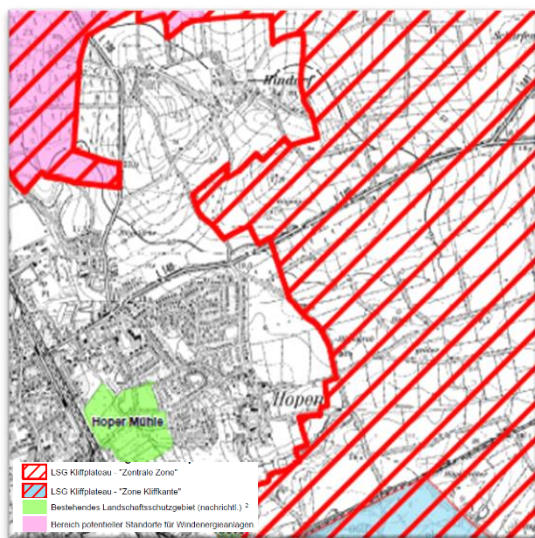 Hindorf
Hopen
Hoper Mühle
LSG Kliffplateau - "Zentrale Zone"
LSG Kliffplateau - "Zone Kliffkante"
Bestehendes Landschaftsschutzgebiet (nachrichtl.) 2
Bereich potentieller Standorte für Windenergieanlagen